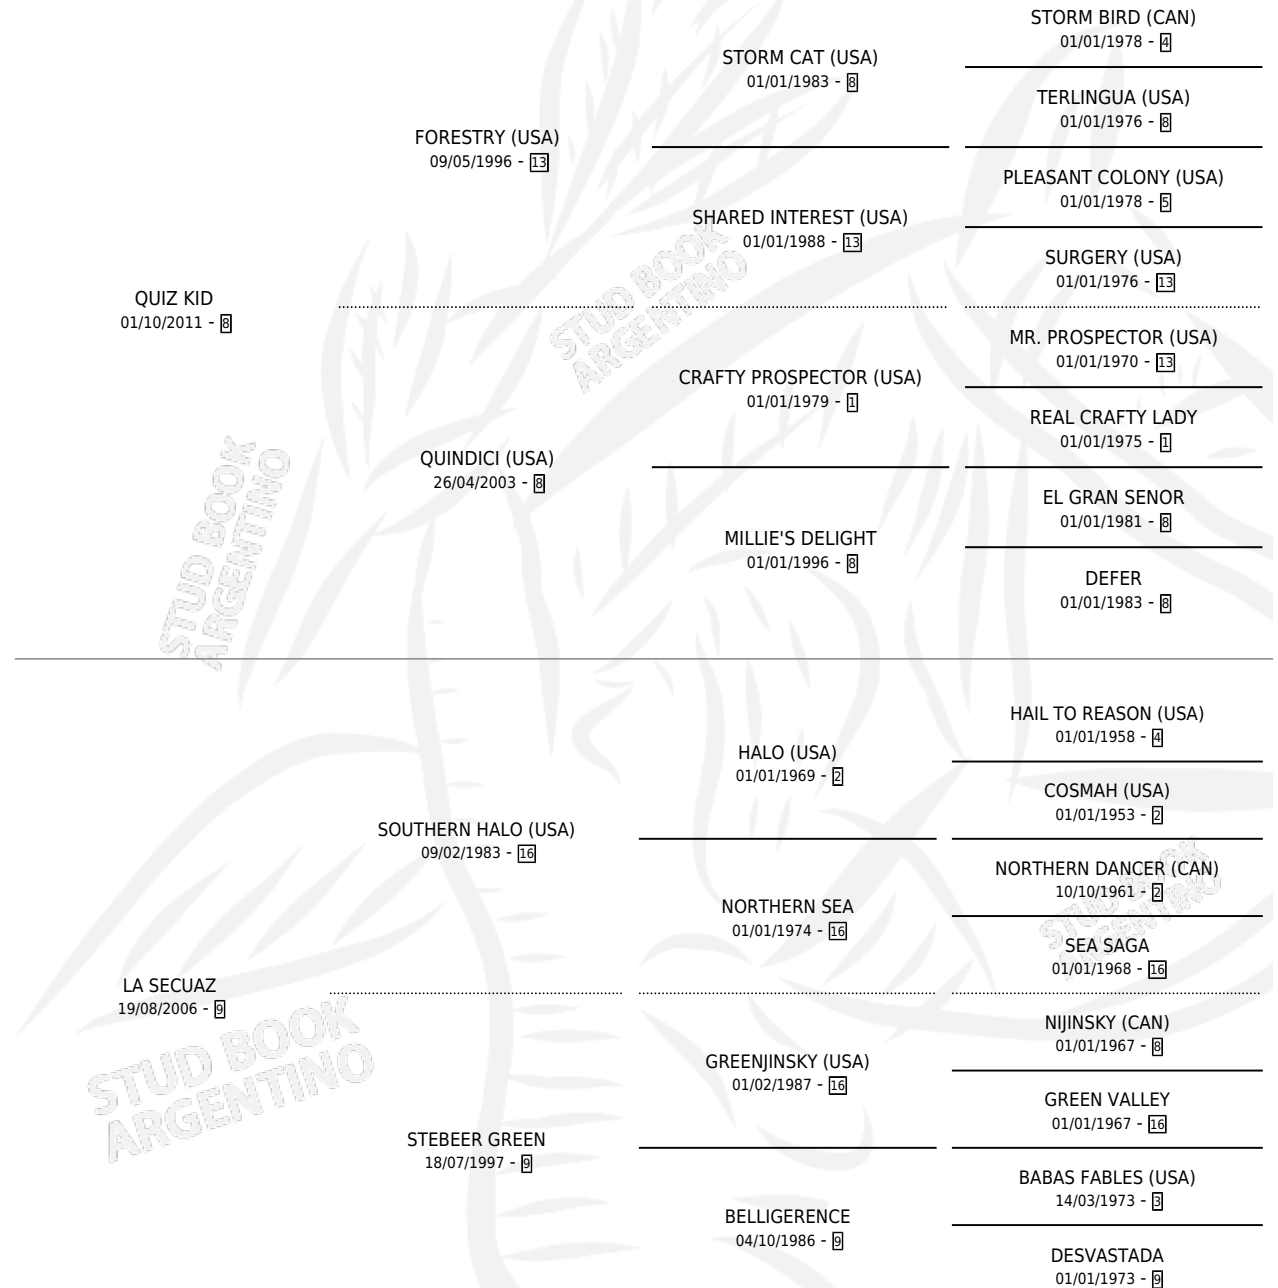 STORM BIRD (CAN)
01/01/1978 - 4
STORM CAT (USA)
01/01/1983 - 8
TERLINGUA (USA)
01/01/1976 - 8
FORESTRY (USA)
09/05/1996 - 13
PLEASANT COLONY (USA)
01/01/1978 - 5
SHARED INTEREST (USA)
01/01/1988 - 13
SURGERY (USA)
01/01/1976 - 13
QUIZ KID
01/10/2011 - 8
MR. PROSPECTOR (USA)
01/01/1970 - 13
CRAFTY PROSPECTOR (USA)
01/01/1979 - 1
REAL CRAFTY LADY
01/01/1975 - 1
QUINDICI (USA)
26/04/2003 - 8
EL GRAN SENOR
01/01/1981 - 8
MILLIE'S DELIGHT
01/01/1996 - 8
DEFER
01/01/1983 - 8
HAIL TO REASON (USA)
01/01/1958 - 4
HALO (USA)
01/01/1969 - 2
COSMAH (USA)
01/01/1953 - 2
SOUTHERN HALO (USA)
09/02/1983 - 16
NORTHERN DANCER (CAN)
10/10/1961 - 2
NORTHERN SEA
01/01/1974 - 16
SEA SAGA
01/01/1968 - 16
LA SECUAZ
19/08/2006 - 9
NIJINSKY (CAN)
01/01/1967 - 8
GREENJINSKY (USA)
01/02/1987 - 16
GREEN VALLEY
01/01/1967 - 16
STEBEER GREEN
18/07/1997 - 9
BABAS FABLES (USA)
14/03/1973 - 3
BELLIGERENCE
04/10/1986 - 9
DESVASTADA
01/01/1973 - 9
STUD BOOK
ARGENTINO
STUD BOOK
ARGENTINO
STUD BOOK
ARGENTINO
STUD BOOK
ARGENTINO